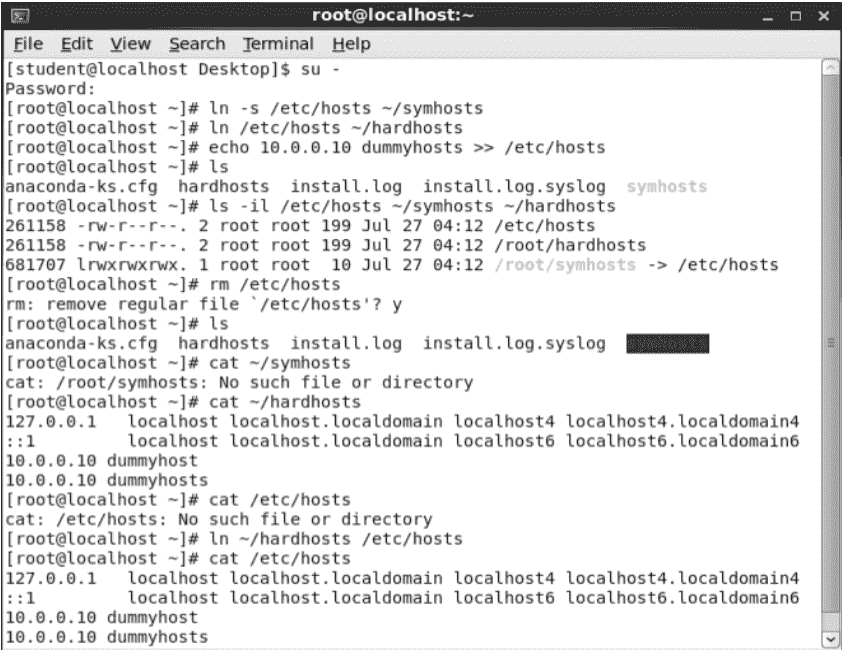 root@localhost:~
File Edit View Search Terminal Help
[student@localhost Desktop]$ su -
Password:
[root@localhost ~]# ln -s /etc/hosts ~/symhosts
[root@localhost ~]# ln /etc/hosts ~/hardhosts
[root@localhost ~]# echo 10.0.0.10 dummyhosts >> /etc/hosts
[root@localhost ~]# ls
anaconda-ks.cfg  hardhosts  install.log  install.log.syslog  symhosts
[root@localhost ~]# ls -il /etc/hosts ~/symhosts ~/hardhosts
261158 -rw-r--r--. 2 root root 199 Jul 27 04:12 /etc/hosts
261158 -rw-r--r--. 2 root root 199 Jul 27 04:12 /root/hardhosts
681707 lrwxrwxrwx. 1 root root  10 Jul 27 04:12 /root/symhosts -> /etc/hosts
[root@localhost ~]# rm /etc/hosts
rm: remove regular file `/etc/hosts'? y
[root@localhost ~]# ls
anaconda-ks.cfg  hardhosts  install.log  install.log.syslog
[root@localhost ~]# cat ~/symhosts
cat: /root/symhosts: No such file or directory
[root@localhost ~]# cat ~/hardhosts
127.0.0.1   localhost localhost.localdomain localhost4 localhost4.localdomain4
::1         localhost localhost.localdomain localhost6 localhost6.localdomain6
10.0.0.10 dummyhost
10.0.0.10 dummyhosts
[root@localhost ~]# cat /etc/hosts
cat: /etc/hosts: No such file or directory
[root@localhost ~]# ln ~/hardhosts /etc/hosts
[root@localhost ~]# cat /etc/hosts
127.0.0.1   localhost localhost.localdomain localhost4 localhost4.localdomain4
::1         localhost localhost.localdomain localhost6 localhost6.localdomain6
10.0.0.10 dummyhost
10.0.0.10 dummyhosts